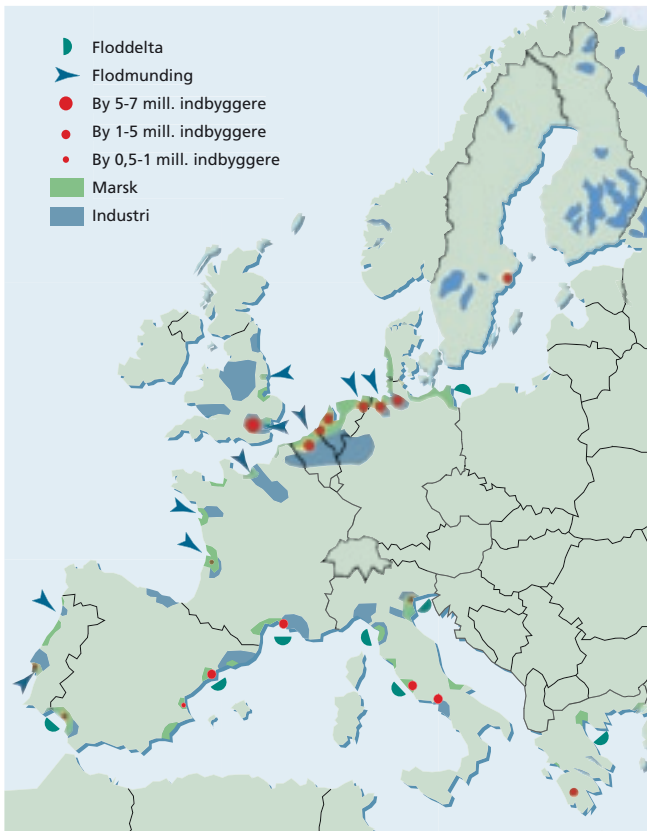 Floddelta
Flodmunding
By 5-7 mill. indbyggere
By 1-5 mill. indbyggere
By 0,5-1 mill. indbyggere
Marsk
Industri